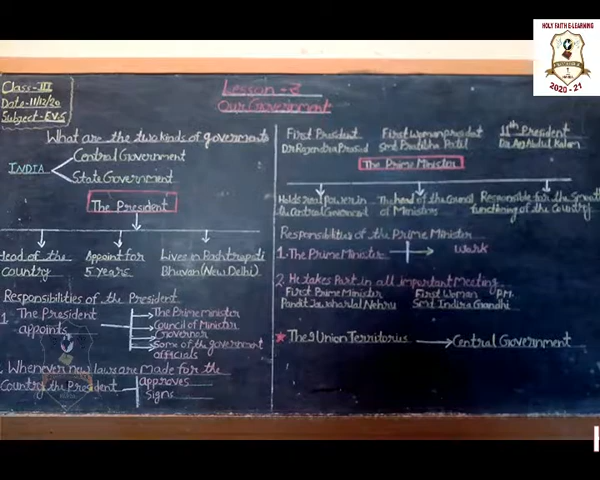 HOLY FAITH E-LEARNING
2020-21
Class-III
Date-11/12/20
Subject-E.V.S
Lesson-
Our Government
What are the two kinds of governments
INDIA
Central Government
State Government
The President
Head of the country
Appoint for 5 years
Lives in Rashtrapati Bhavan (New Delhi)
Responsibilities of the President
1. The President appoints
The Prime Minister
Council of Minister
Governor
Some of the government officials
Whenever new laws are made for the
Country the President
approves
Signs
First President
Dr Rajendra Prasad
First woman president
Smt Pratibha Patil
11th President
Dr. Abdul Kalam
The Prime Minister
Holds real power in the Central Government
The head of the Council of Ministers
Responsible for the Smooth functioning of the Country
Responsibilities of the Prime Minister
1. The Prime Minister
Work
2. He takes Part in all important Meeting
First Prime Minister
Pandit Jawaharlal Nehru
First Woman P.M.
Smt Indira Gandhi
The 9 Union Territories
Central Government